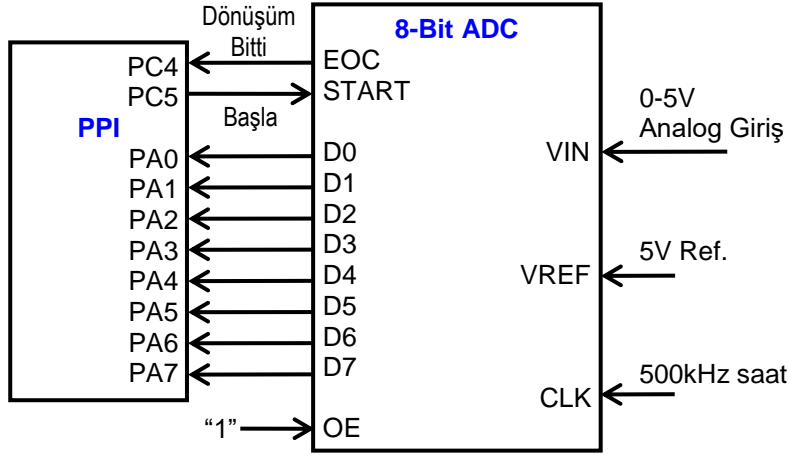 Dönüşüm
Bitti
8-Bit ADC
PC4
EOC
PC5
START
Başla
PPI
0-5V
Analog Giriş
PA0
D0
VIN
PA1
D1
PA2
D2
PA3
D3
5V Ref.
PA4
D4
VREF
PA5
D5
PA6
D6
PA7
D7
500kHz saat
CLK
“1”
OE